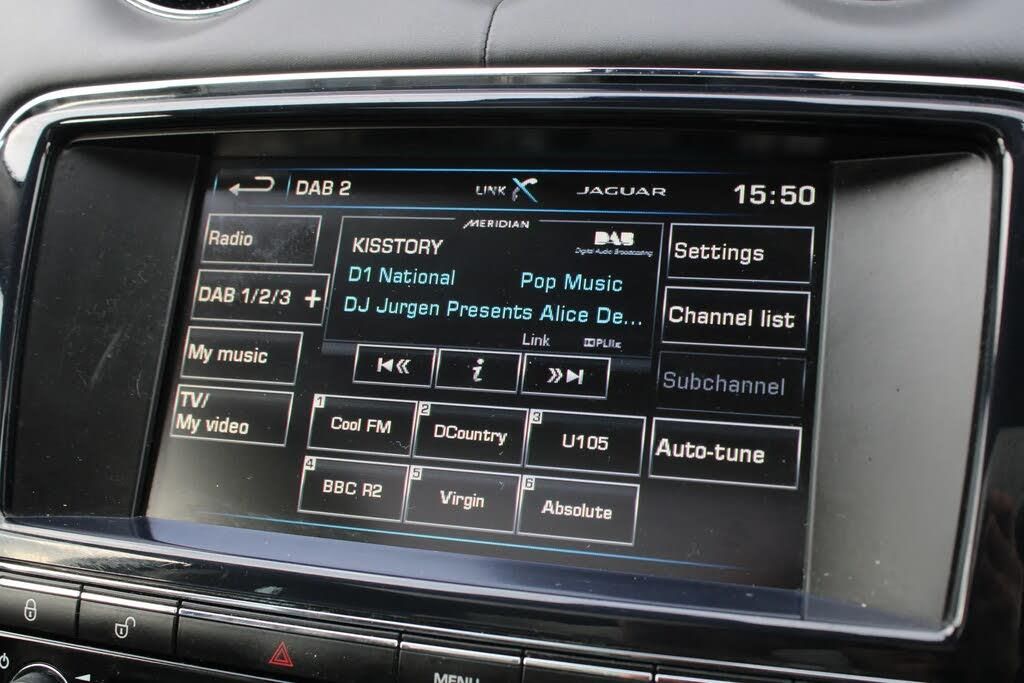 DAB 2
LINK
JAGUAR
15:50
Radio
DAB 1/2/3 +
My music
TV/
My video
MERIDIAN
KISSTORY
DAB
Digital Audio Broadcasting
D1 National
Pop Music
DJ Jurgen Presents Alice De...
Link
PLIIx
i
1
Cool FM
2
DCountry
3
U105
4
BBC R2
5
Virgin
6
Absolute
Settings
Channel list
Subchannel
Auto-tune
MENU